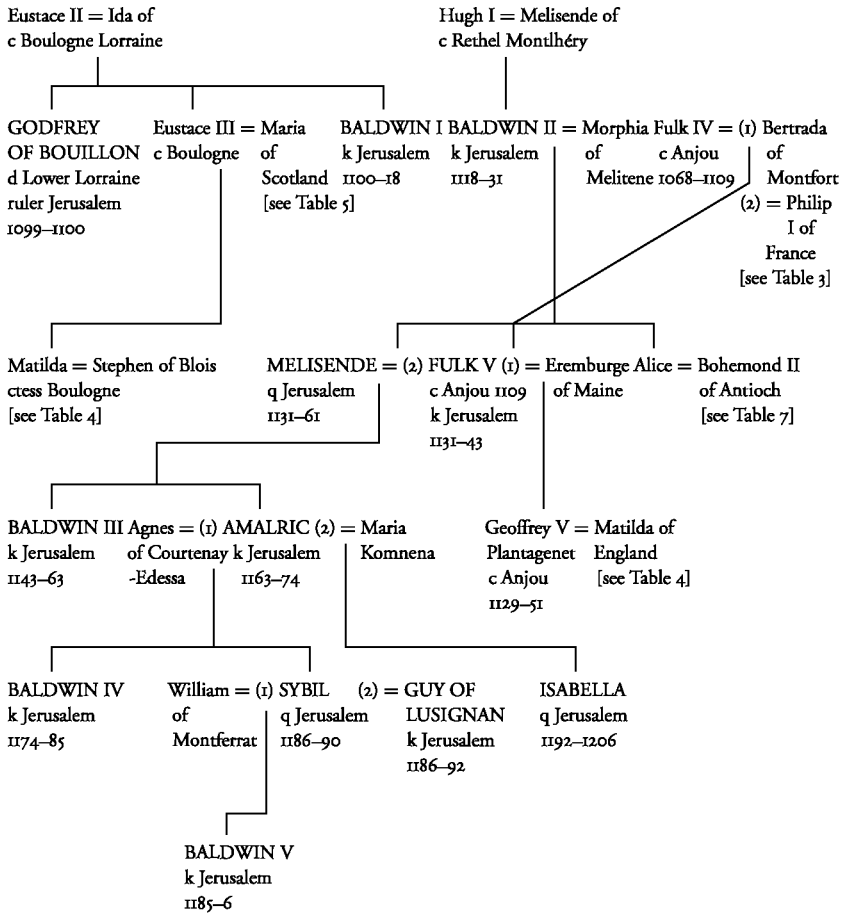 Eustace II = Ida of
c Boulogne Lorraine
Hugh I = Melisende of
c Rethel Montlhéry
GODFREY
OF BOUILLON
d Lower Lorraine
ruler Jerusalem
1099–1100
Eustace III = Maria
c Boulogne of
Scotland
[see Table 5]
BALDWIN I
k Jerusalem
1100–18
BALDWIN II = Morphia
k Jerusalem of
1118–31 Melitene
Fulk IV = (1) Bertrada
c Anjou of
1068–1109 Montfort
(2) = Philip
I of
France
[see Table 3]
Matilda = Stephen of Blois
ctess Boulogne
[see Table 4]
MELISENDE = (2) FULK V (1) = Eremburge
q Jerusalem c Anjou 1109 of Maine
1131–61 k Jerusalem
1131–43
Alice = Bohemond II
of Antioch
[see Table 7]
BALDWIN III
k Jerusalem
1143–63
Agnes = (1) AMALRIC (2) = Maria
of Courtenay k Jerusalem Komnena
-Edessa 1163–74
Geoffrey V = Matilda of
Plantagenet England
c Anjou [see Table 4]
1129–51
BALDWIN IV
k Jerusalem
1174–85
William = (1) SYBIL (2) = GUY OF
of q Jerusalem LUSIGNAN
Montferrat 1186–90 k Jerusalem
1186–92
ISABELLA
q Jerusalem
1192–1206
BALDWIN V
k Jerusalem
1185–6